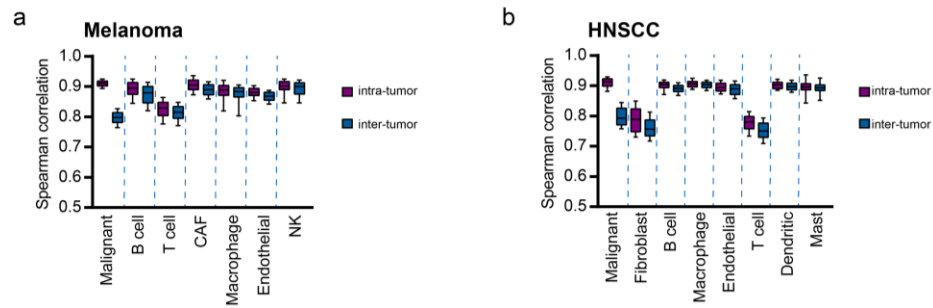 a
Melanoma
Spearman correlation
1.0
0.9
0.8
0.7
0.6
0.5
Malignant
B cell
T cell
CAF
Macrophage
Endothelial
NK
intra-tumor
inter-tumor
b
HNSCC
Spearman correlation
1.0
0.9
0.8
0.7
0.6
0.5
Malignant
Fibroblast
B cell
Macrophage
Endothelial
T cell
Dendritic
Mast
intra-tumor
inter-tumor